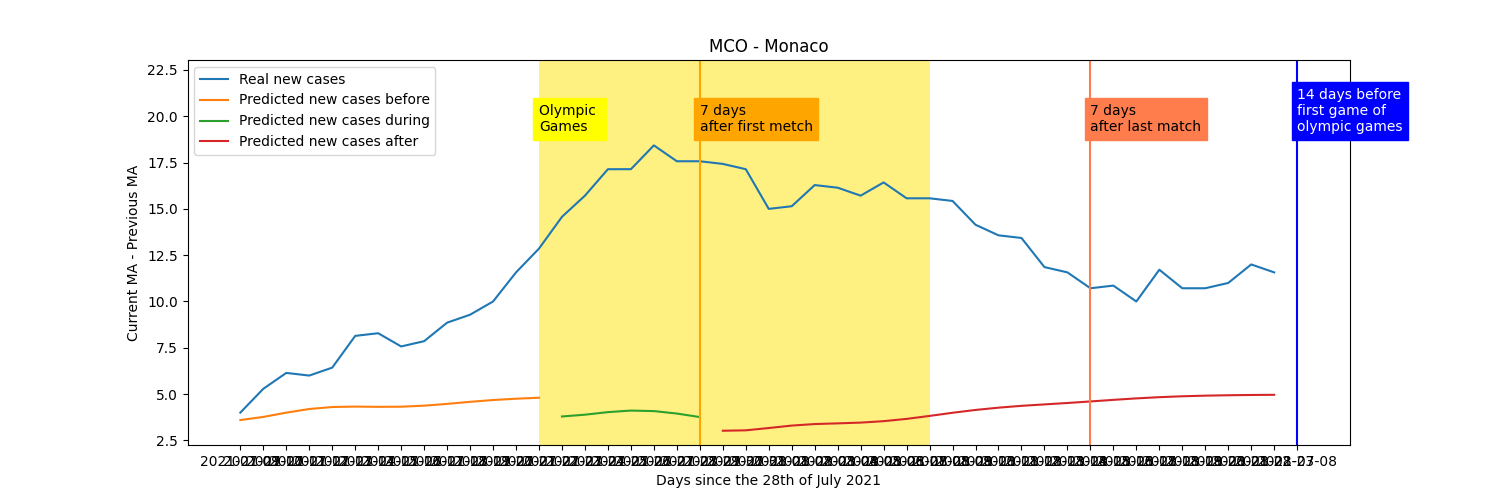 MCO - Monaco
Real new cases
Predicted new cases before
Predicted new cases during
Predicted new cases after
Olympic
Games
7 days
after first metch
7 days
after last match
14 days before
first game of
olympic games
Current MA - Previous MA
22.5
20.0
17.5
15.0
12.5
10.0
7.5
5.0
2.5
Days since the 28th of July 2021